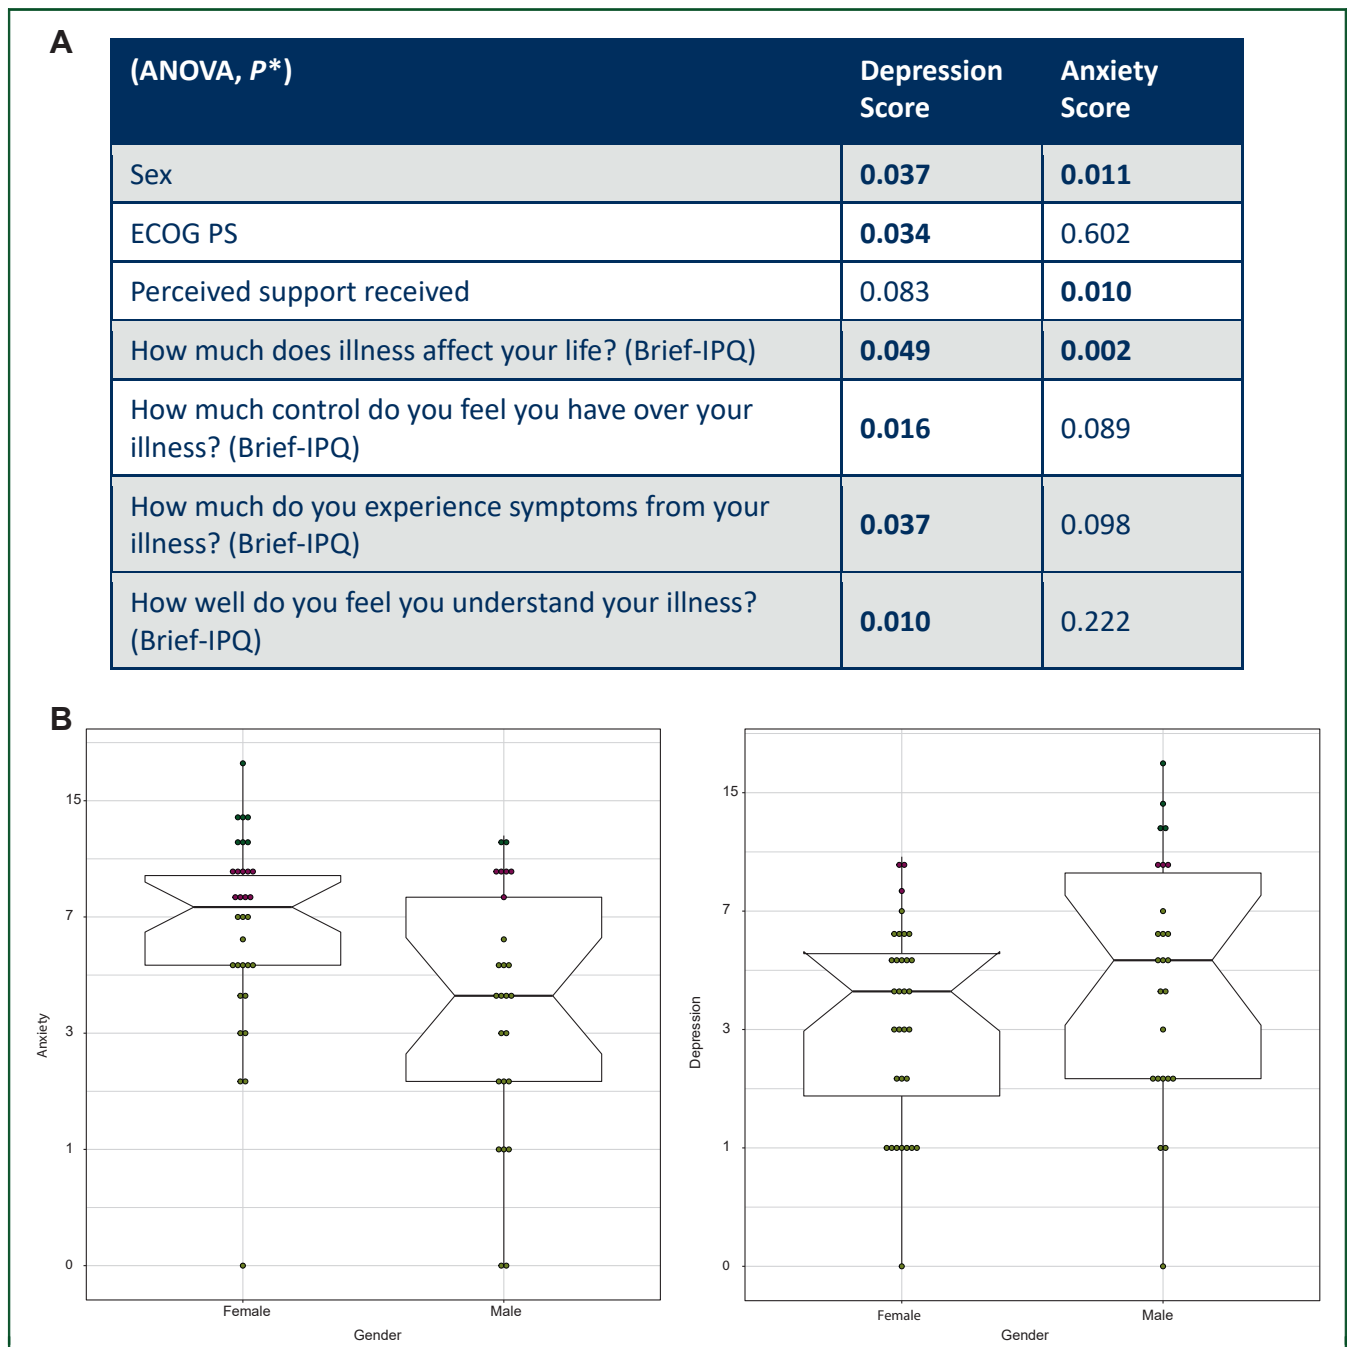 A
(ANOVA, P*) Depression Score Anxiety Score
Sex 0.037 0.011
ECOG PS 0.034 0.602
Perceived support received 0.083 0.010
How much does illness affect your life? (Brief-IPQ) 0.049 0.002
How much control do you feel you have over your
illness? (Brief-IPQ) 0.016 0.089
How much do you experience symptoms from your
illness? (Brief-IPQ) 0.037 0.098
How well do you feel you understand your illness?
(Brief-IPQ) 0.010 0.222
B
15
7
3
1
0
Anxiety
Female Male
Gender
15
7
3
1
0
Depression
Female Male
Gender